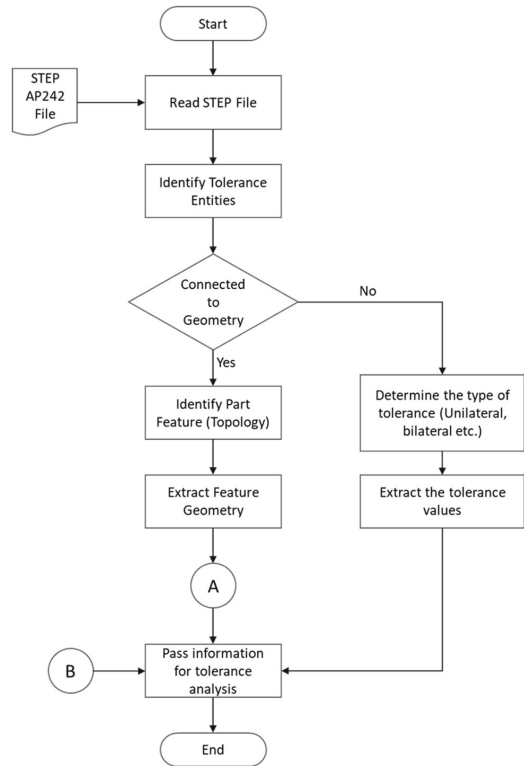 Start
STEP
AP242
File
Read STEP File
Identify Tolerance
Entities
Connected
to
Geometry
No
Yes
Identify Part
Feature (Topology)
Determine the type of
tolerance (Unilateral,
bilateral etc.)
Extract Feature
Geometry
Extract the tolerance
values
A
B
Pass information
for tolerance
analysis
End